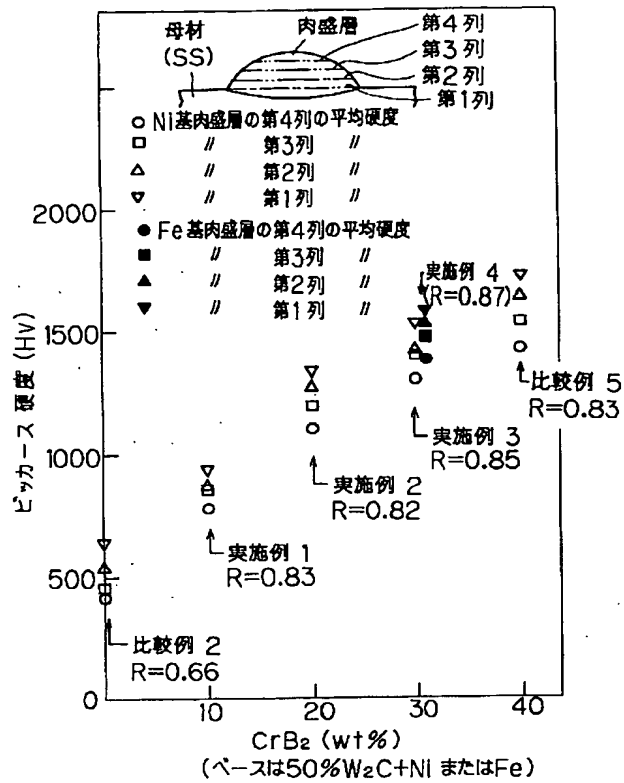 母材
(SS)
肉盛層
第4列
第3列
第2列
第1列
○ Ni 基肉盛層の第4列の平均硬度
□ 〃 第3列 〃
△ 〃 第2列 〃
▽ 〃 第1列 〃
● Fe 基肉盛層の第4列の平均硬度
■ 〃 第3列 〃
▲ 〃 第2列 〃
▼ 〃 第1列 〃
ビッカース硬度(Hv)
2000
1500
1000
500
0
実施例 4
(R=0.87)
比較例 5
R=0.83
実施例 3
R=0.85
実施例 2
R=0.82
実施例 1
R=0.83
比較例 2
R=0.66
10
20
30
40
CrB₂ (wt%)
(ベースは50%W₂C+Ni またはFe)